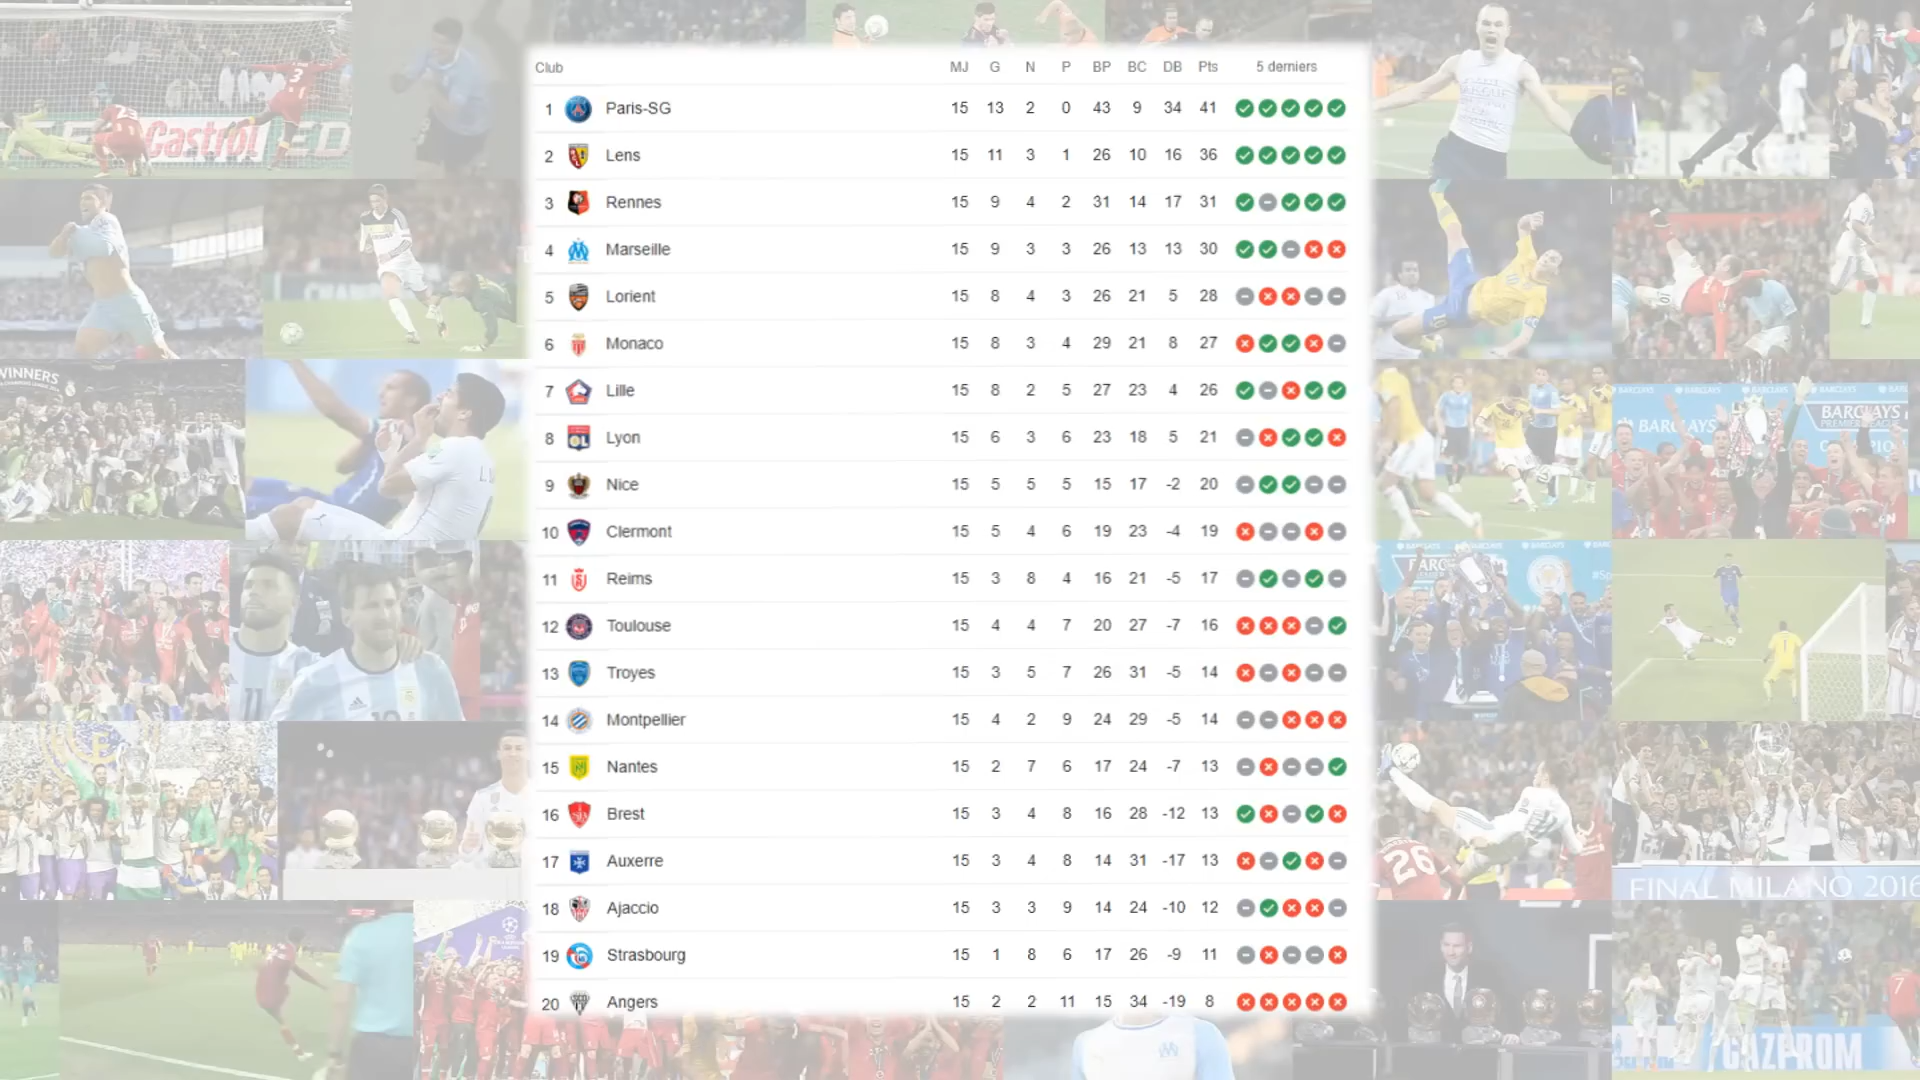 Club MJ G N P BP BC DB Pts 5 derniers
1 Paris-SG 15 13 2 0 43 9 34 41
2 Lens 15 11 3 1 26 10 16 36
3 Rennes 15 9 4 2 31 14 17 31
4 Marseille 15 9 3 3 26 13 13 30
5 Lorient 15 8 4 3 26 21 5 28
6 Monaco 15 8 3 4 29 21 8 27
7 Lille 15 8 2 5 27 23 4 26
8 Lyon 15 6 3 6 23 18 5 21
9 Nice 15 5 5 5 15 17 -2 20
10 Clermont 15 5 4 6 19 23 -4 19
11 Reims 15 3 8 4 16 21 -5 17
12 Toulouse 15 4 4 7 20 27 -7 16
13 Troyes 15 3 5 7 26 31 -5 14
14 Montpellier 15 4 2 9 24 29 -5 14
15 Nantes 15 2 7 6 17 24 -7 13
16 Brest 15 3 4 8 16 28 -12 13
17 Auxerre 15 3 4 8 14 31 -17 13
18 Ajaccio 15 3 3 9 14 24 -10 12
19 Strasbourg 15 1 8 6 17 26 -9 11
20 Angers 15 2 2 11 15 34 -19 8
Castrol
3
WINNERS
BARCLAYS
BARCLAYS
PREMIER LEAGUE
BARCLAYS
10
11
26
FINAL MILANO 2016
7
GAZPROM